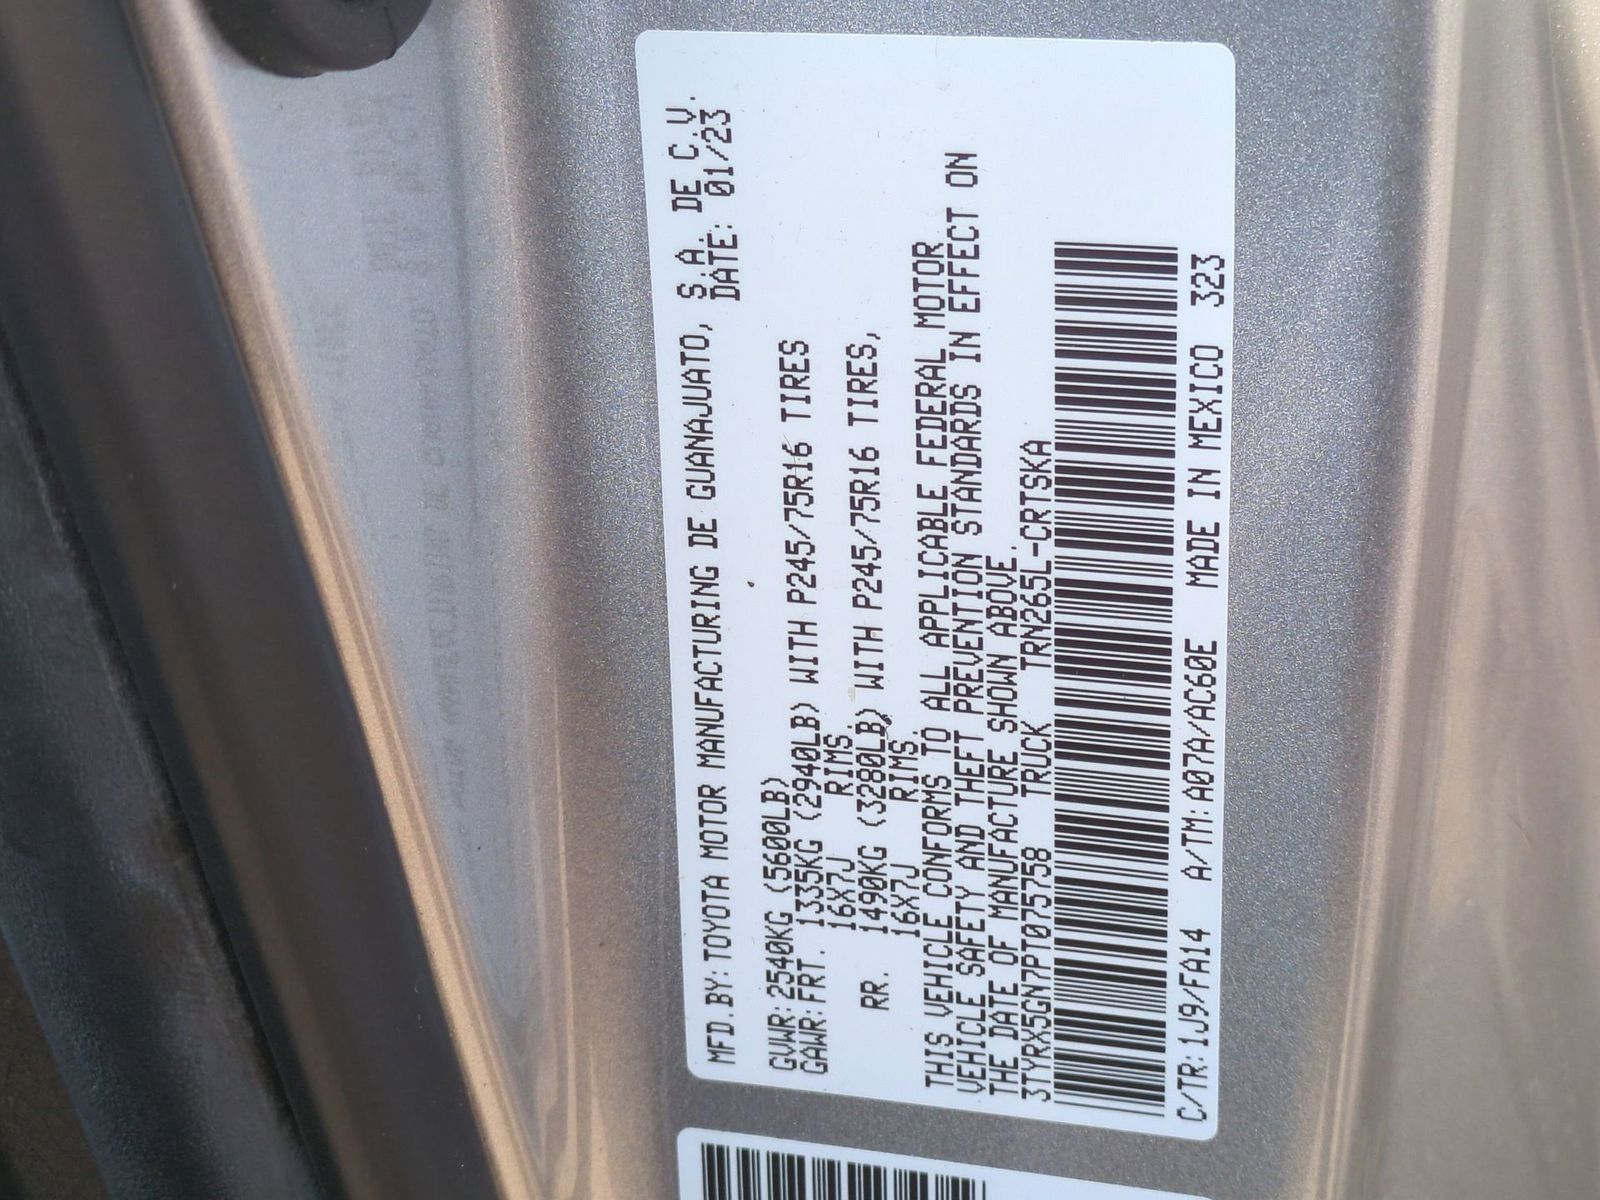 MFD.BY:TOYOTA MOTOR MANUFACTURING DE GUANAJUATO, S.A. DE C.V.
DATE: 01/23
GVWR:2540KG (5600LB)
GAWR:FRT. 1335KG (2940LB) WITH P245/75R16 TIRES
16X7J RIMS.
RR. 1490KG (3280LB) WITH P245/75R16 TIRES,
16X7J RIMS.
THIS VEHICLE CONFORMS TO ALL APPLICABLE FEDERAL MOTOR
VEHICLE SAFETY AND THEFT PREVENTION STANDARDS IN EFFECT ON
THE DATE OF MANUFACTURE SHOWN ABOVE.
3TYRX5GN7PT075758 TRUCK TRN265L-CRTSKA
C/TR:1J9/FA14 A/TM:A07A/AC60E MADE IN MEXICO 323